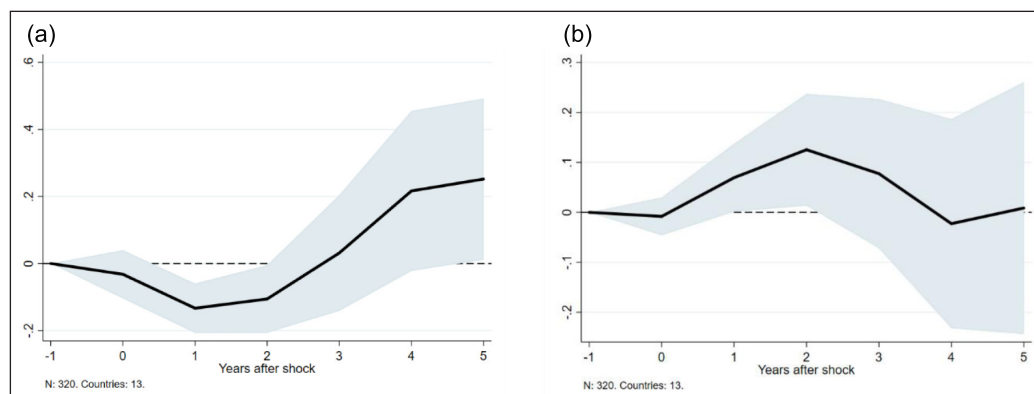 (a)
.6
.4
.2
0
-.2
-1 0 1 2 3 4 5
Years after shock
N: 320. Countries: 13.
(b)
.3
.2
0.1
0
-.1
-.2
-1 0 1 2 3 4 5
Years after shock
N: 320. Countries: 13.